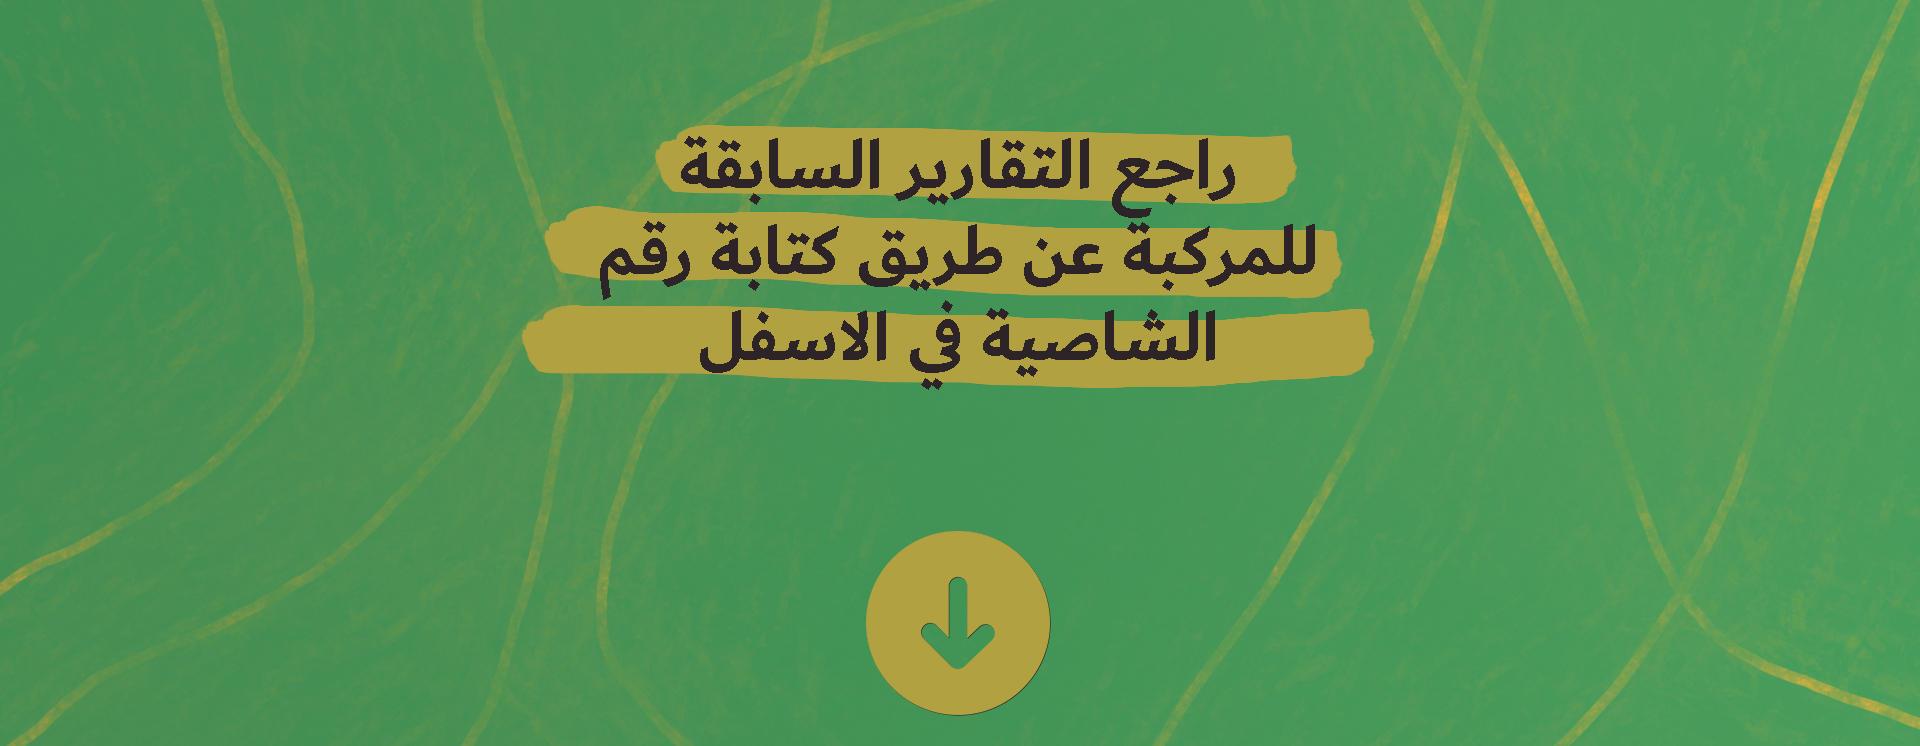 راجع التقارير السابقة
للمركبة عن طريق كتابة رقم
الشاصية في الاسفل